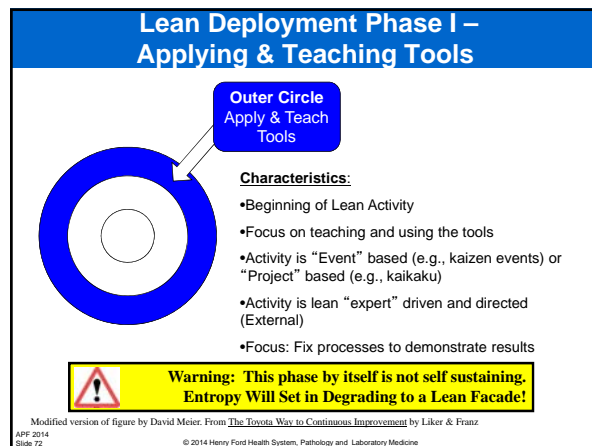 Lean Deployment Phase I –
Applying & Teaching Tools
Outer Circle
Apply & Teach
Tools
Characteristics:
•Beginning of Lean Activity
•Focus on teaching and using the tools
•Activity is “Event” based (e.g., kaizen events) or
“Project” based (e.g., kaikaku)
•Activity is lean “expert” driven and directed
(External)
•Focus: Fix processes to demonstrate results
Warning: This phase by itself is not self sustaining.
Entropy Will Set in Degrading to a Lean Facade!
Modified version of figure by David Meier. From The Toyota Way to Continuous Improvement by Liker & Franz
APF 2014
Slide 72
© 2014 Henry Ford Health System, Pathology and Laboratory Medicine